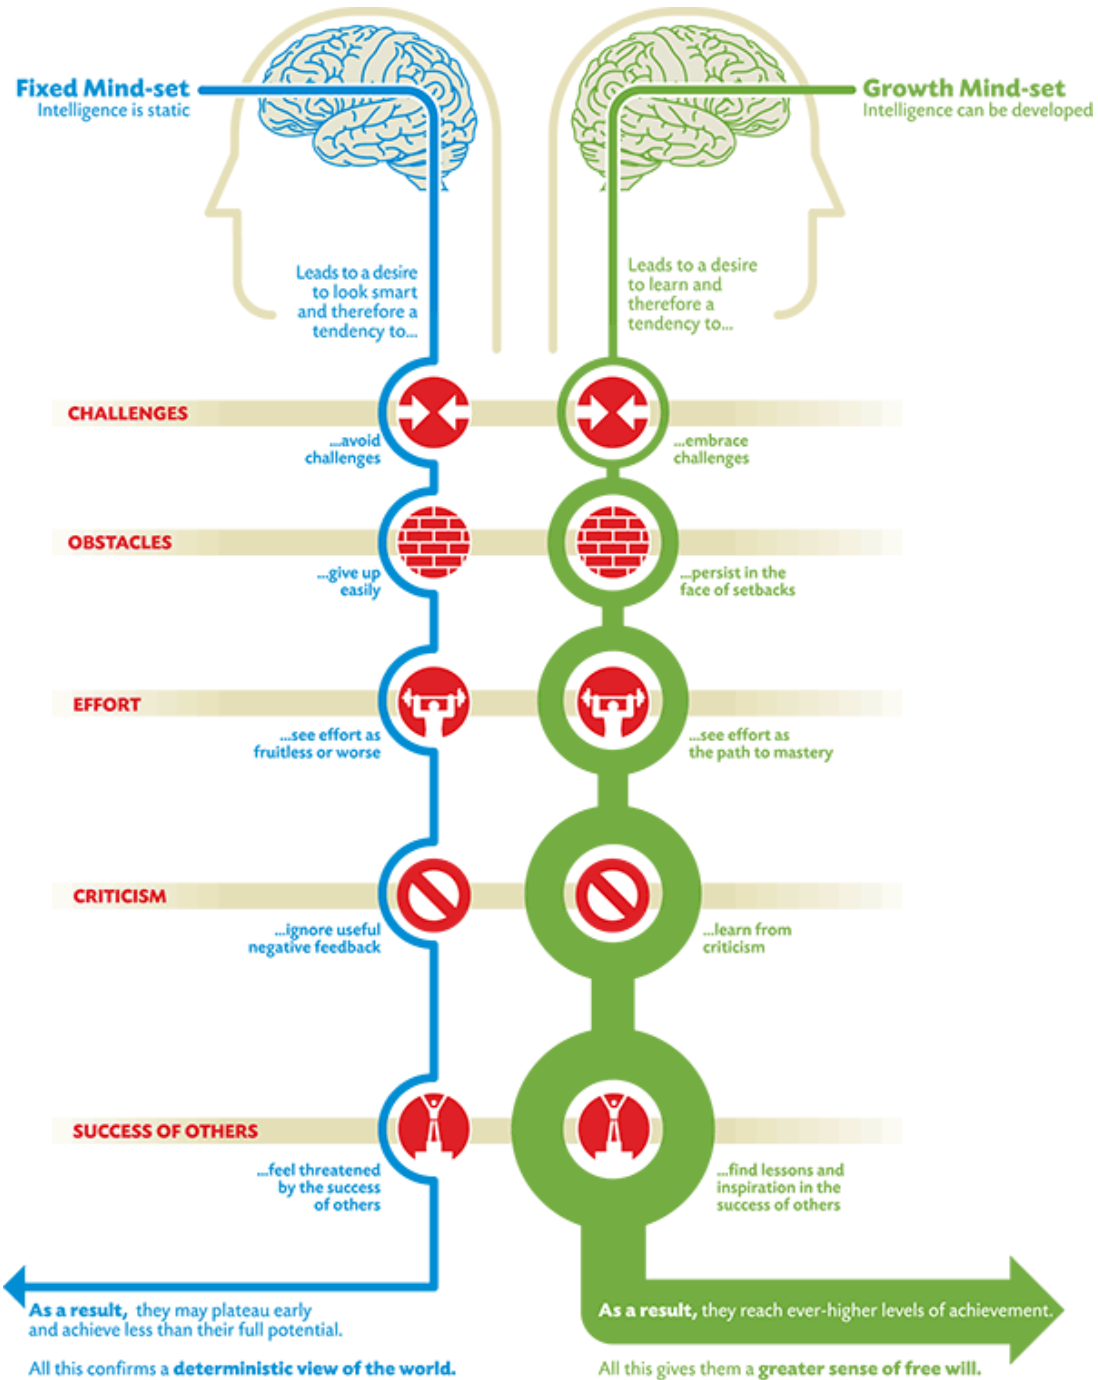 Fixed Mind-set
Intelligence is static
Growth Mind-set
Intelligence can be developed
Leads to a desire
to look smart
and therefore a
tendency to...
Leads to a desire
to learn and
therefore a
tendency to...
CHALLENGES
...avoid
challenges
...embrace
challenges
OBSTACLES
...give up
easily
...persist in the
face of setbacks
EFFORT
...see effort as
fruitless or worse
...see effort as
the path to mastery
CRITICISM
...ignore useful
negative feedback
...learn from
criticism
SUCCESS OF OTHERS
...feel threatened
by the success
of others
...find lessons and
inspiration in the
success of others
As a result, they may plateau early
and achieve less than their full potential.
All this confirms a deterministic view of the world.
As a result, they reach ever-higher levels of achievement.
All this gives them a greater sense of free will.